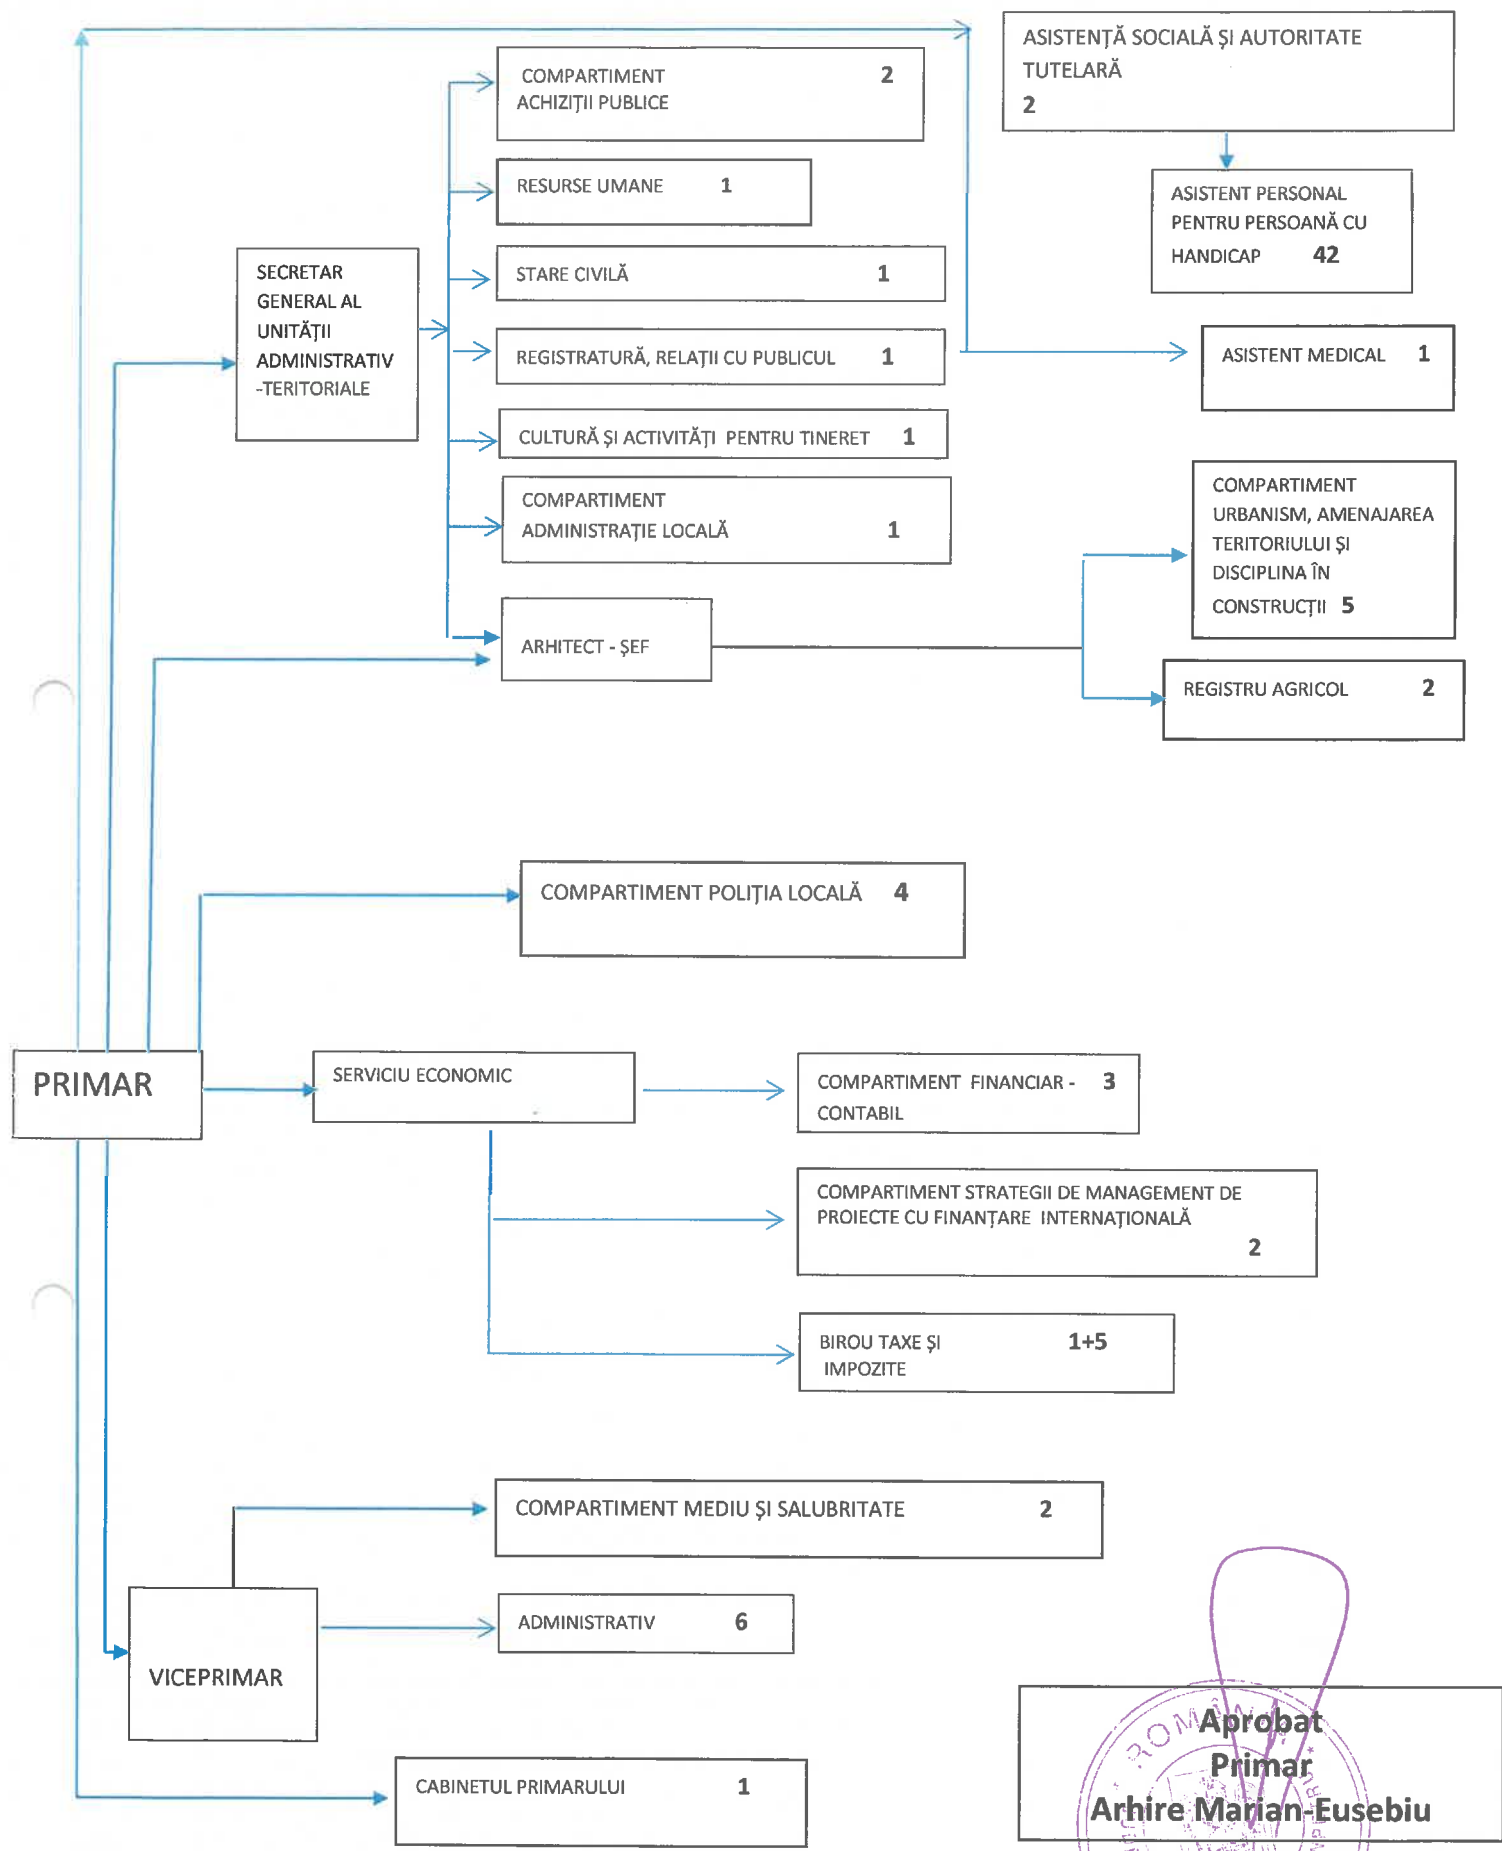 ASISTENȚĂ SOCIALĂ ȘI AUTORITATE
TUTELARĂ
2
COMPARTIMENT 2
ACHIZIȚII PUBLICE
RESURSE UMANE 1
ASISTENT PERSONAL
PENTRU PERSOANĂ CU
HANDICAP 42
SECRETAR
GENERAL AL
UNITĂȚII
ADMINISTRATIV
-TERITORIALE
STARE CIVILĂ 1
REGISTRATURĂ, RELAȚII CU PUBLICUL 1
ASISTENT MEDICAL 1
CULTURĂ ȘI ACTIVITĂȚI PENTRU TINERET 1
COMPARTIMENT
ADMINISTRAȚIE LOCALĂ 1
COMPARTIMENT
URBANISM, AMENAJAREA
TERITORIULUI ȘI
DISCIPLINA ÎN
CONSTRUCȚII 5
ARHITECT - ȘEF
REGISTRU AGRICOL 2
COMPARTIMENT POLIȚIA LOCALĂ 4
PRIMAR
SERVICIU ECONOMIC
COMPARTIMENT FINANCIAR - 3
CONTABIL
COMPARTIMENT STRATEGII DE MANAGEMENT DE
PROIECTE CU FINANȚARE INTERNAȚIONALĂ
2
BIROU TAXE ȘI 1+5
IMPOZITE
COMPARTIMENT MEDIU ȘI SALUBRITATE 2
ADMINISTRATIV 6
VICEPRIMAR
CABINETUL PRIMARULUI 1
Aprobat
Primar
Arhire Marian-Eusebiu